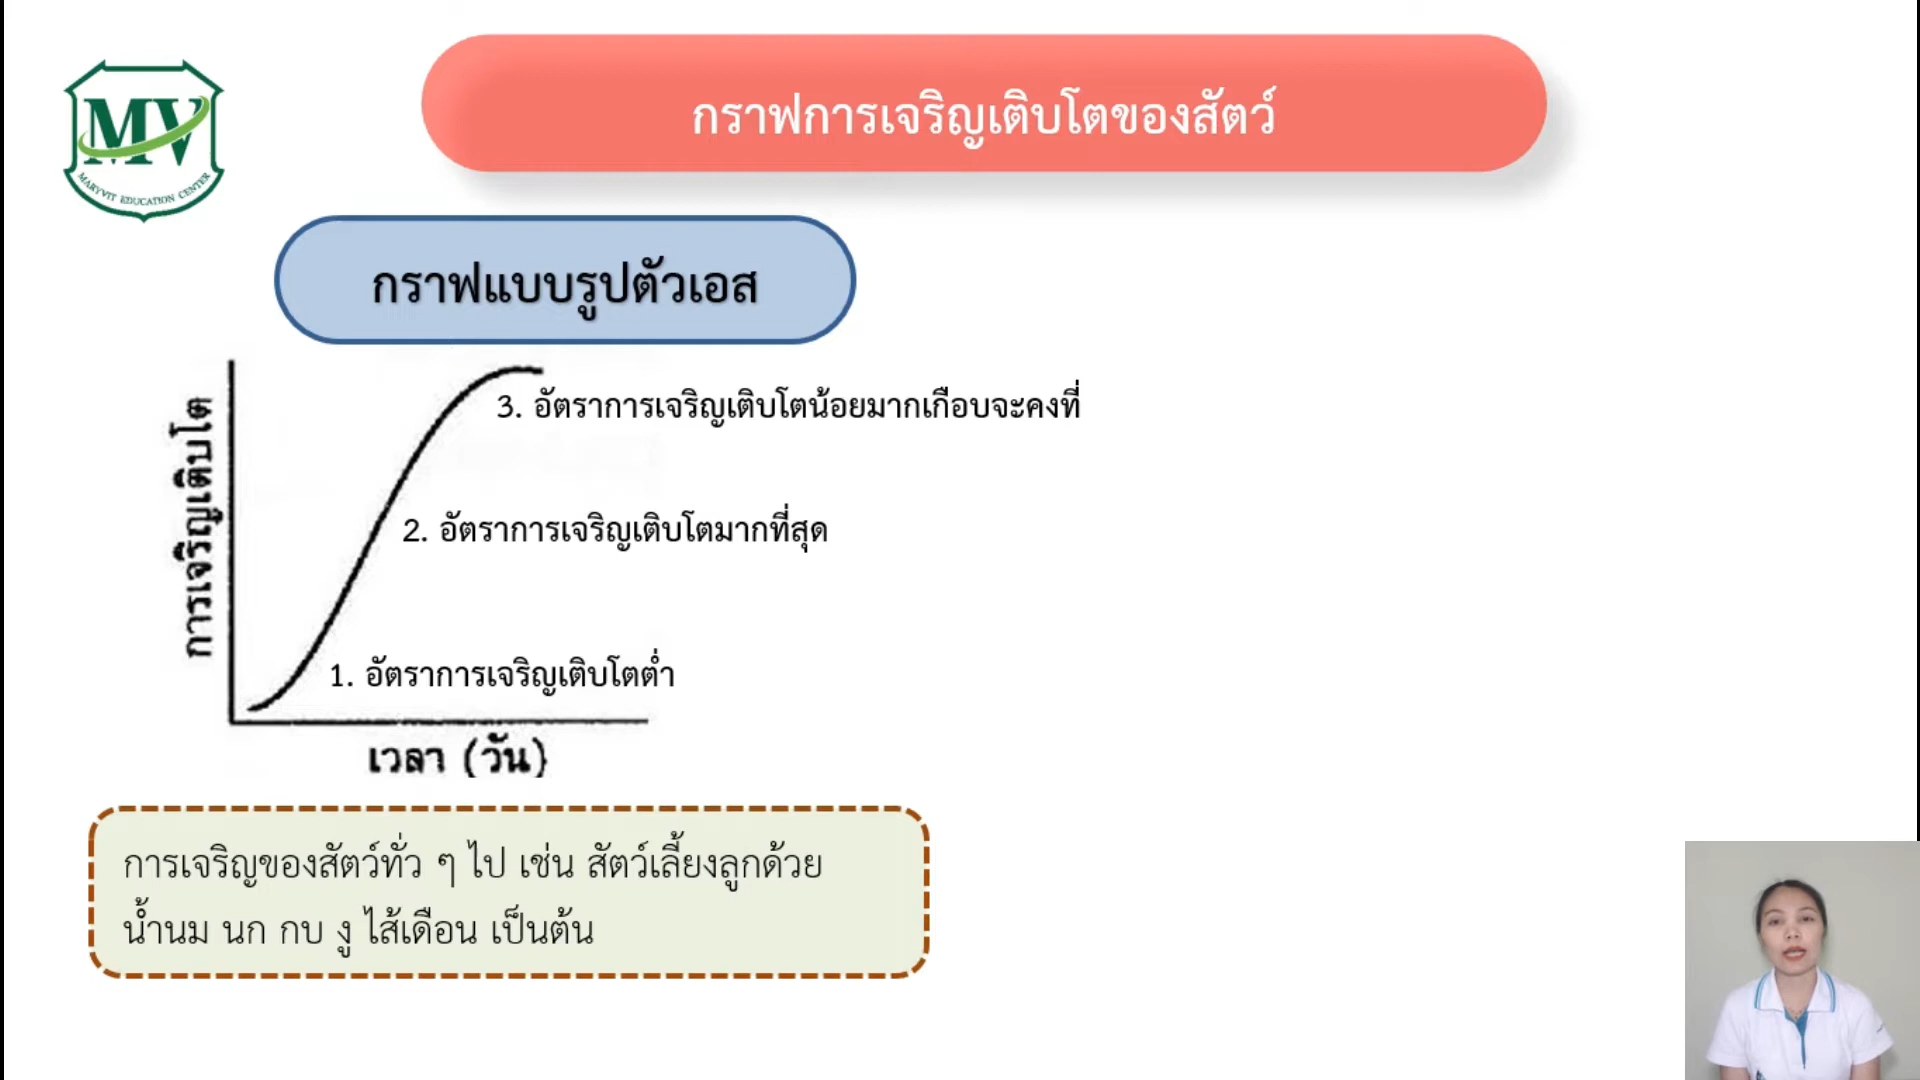 MV
MARYVIT EDUCATION CENTER
กราฟการเจริญเติบโตของสัตว์
กราฟแบบรูปตัวเอส
การเจริญเติบโต
3. อัตราการเจริญเติบโตน้อยมากเกือบจะคงที่
2. อัตราการเจริญเติบโตมากที่สุด
1. อัตราการเจริญเติบโตต่ำ
เวลา (วัน)
การเจริญของสัตว์ทั่ว ๆ ไป เช่น สัตว์เลี้ยงลูกด้วย
น้ำนม นก กบ งู ไส้เดือน เป็นต้น